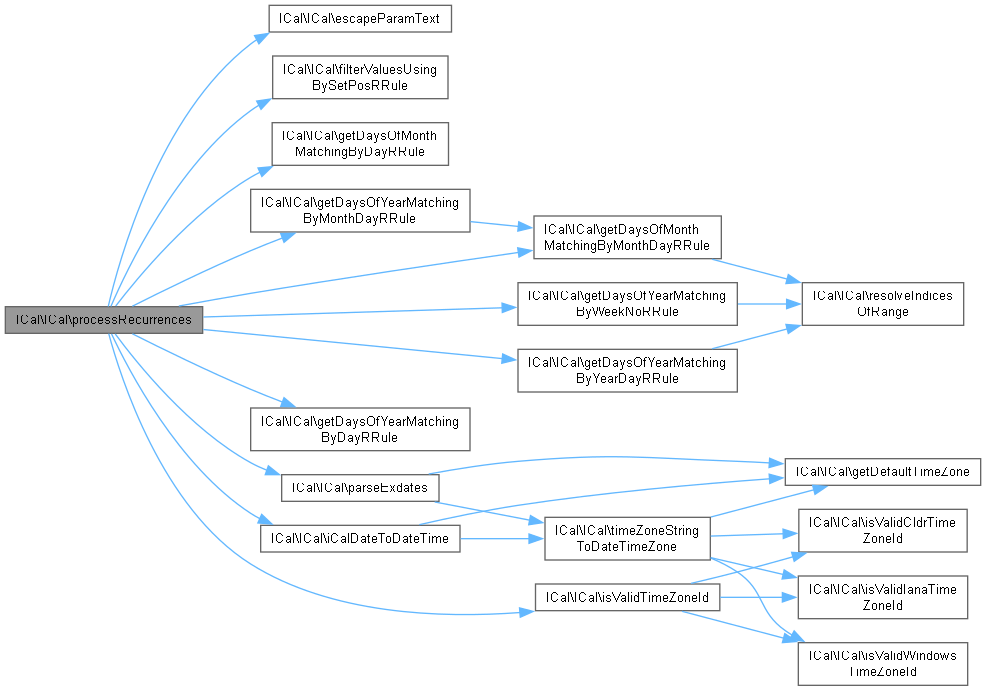 ICal\ICal\processRecurrences
ICal\ICal\escapeParamText
ICal\ICal\filterValuesUsing
BySetPosRRule
ICal\ICal\getDaysOfMonth
MatchingByDayRRule
ICal\ICal\getDaysOfYearMatching
ByMonthDayRRule
ICal\ICal\getDaysOfMonth
MatchingByMonthDayRRule
ICal\ICal\getDaysOfYearMatching
ByWeekNoRRule
ICal\ICal\resolveIndices
OfRange
ICal\ICal\getDaysOfYearMatching
ByYearDayRRule
ICal\ICal\getDaysOfYearMatching
ByDayRRule
ICal\ICal\parseExdates
ICal\ICal\iCalDateToDateTime
ICal\ICal\getDefaultTimeZone
ICal\ICal\timeZoneString
ToDateTimeZone
ICal\ICal\isValidCldrTime
ZoneId
ICal\ICal\isValidTimeZoneId
ICal\ICal\isValidIanaTime
ZoneId
ICal\ICal\isValidWindows
TimeZoneId